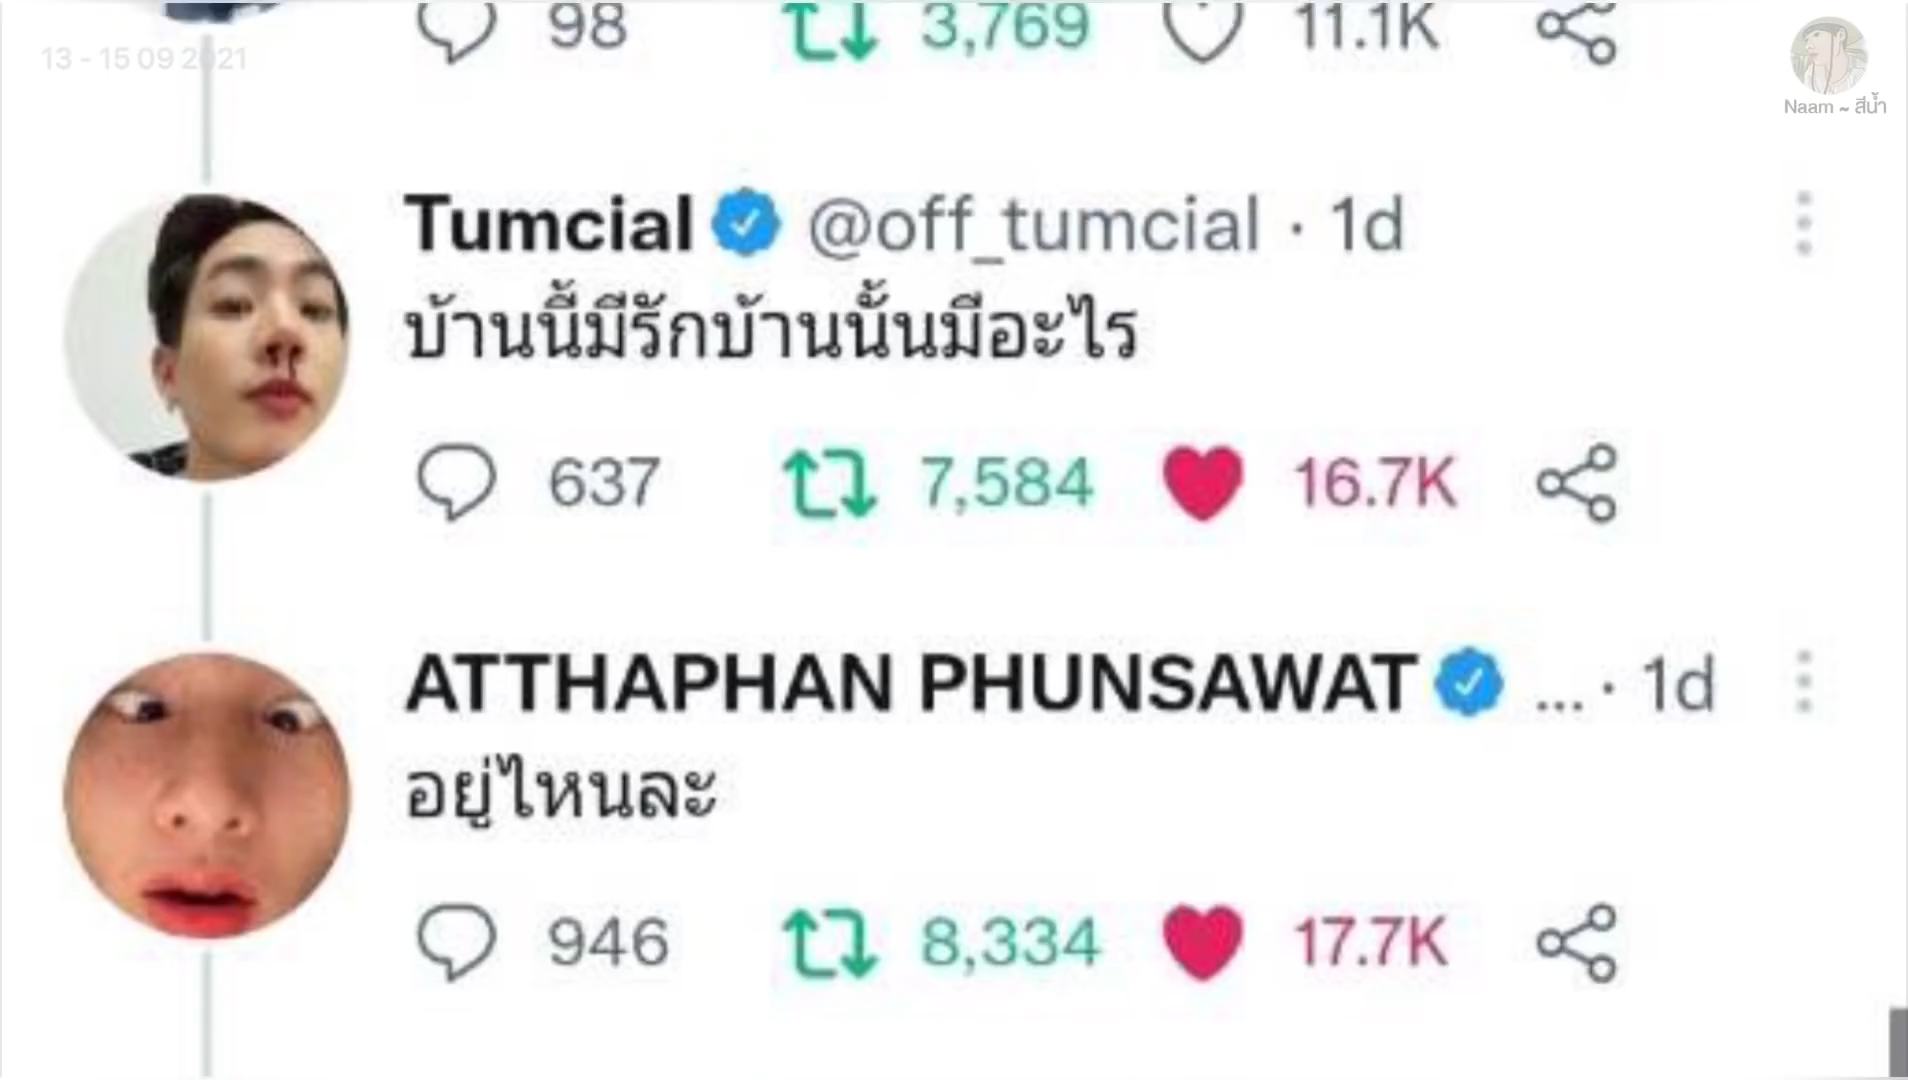 98 3,769 11.1K
13 - 15 09 2021
Naam ~ สีน้ำ
Tumcial @off_tumcial · 1d
บ้านนี้มีรักบ้านนั้นมีอะไร
637 7,584 16.7K
ATTHAPHAN PHUNSAWAT ... · 1d
อยู่ไหนละ
946 8,334 17.7K